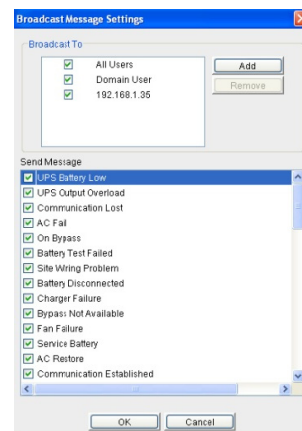 Broadcast Message Settings
Broadcast To
All Users
Domain User
192.168.1.35
Add
Remove
Send Message
UPS Battery Low
UPS Output Overload
Communication Lost
AC Fail
On Bypass
Battery Test Failed
Site Wring Problem
Battery Disconnected
Charger Failure
Bypass Not Available
Fan Failure
Service Battery
AC Restore
Communication Established
OK
Cancel